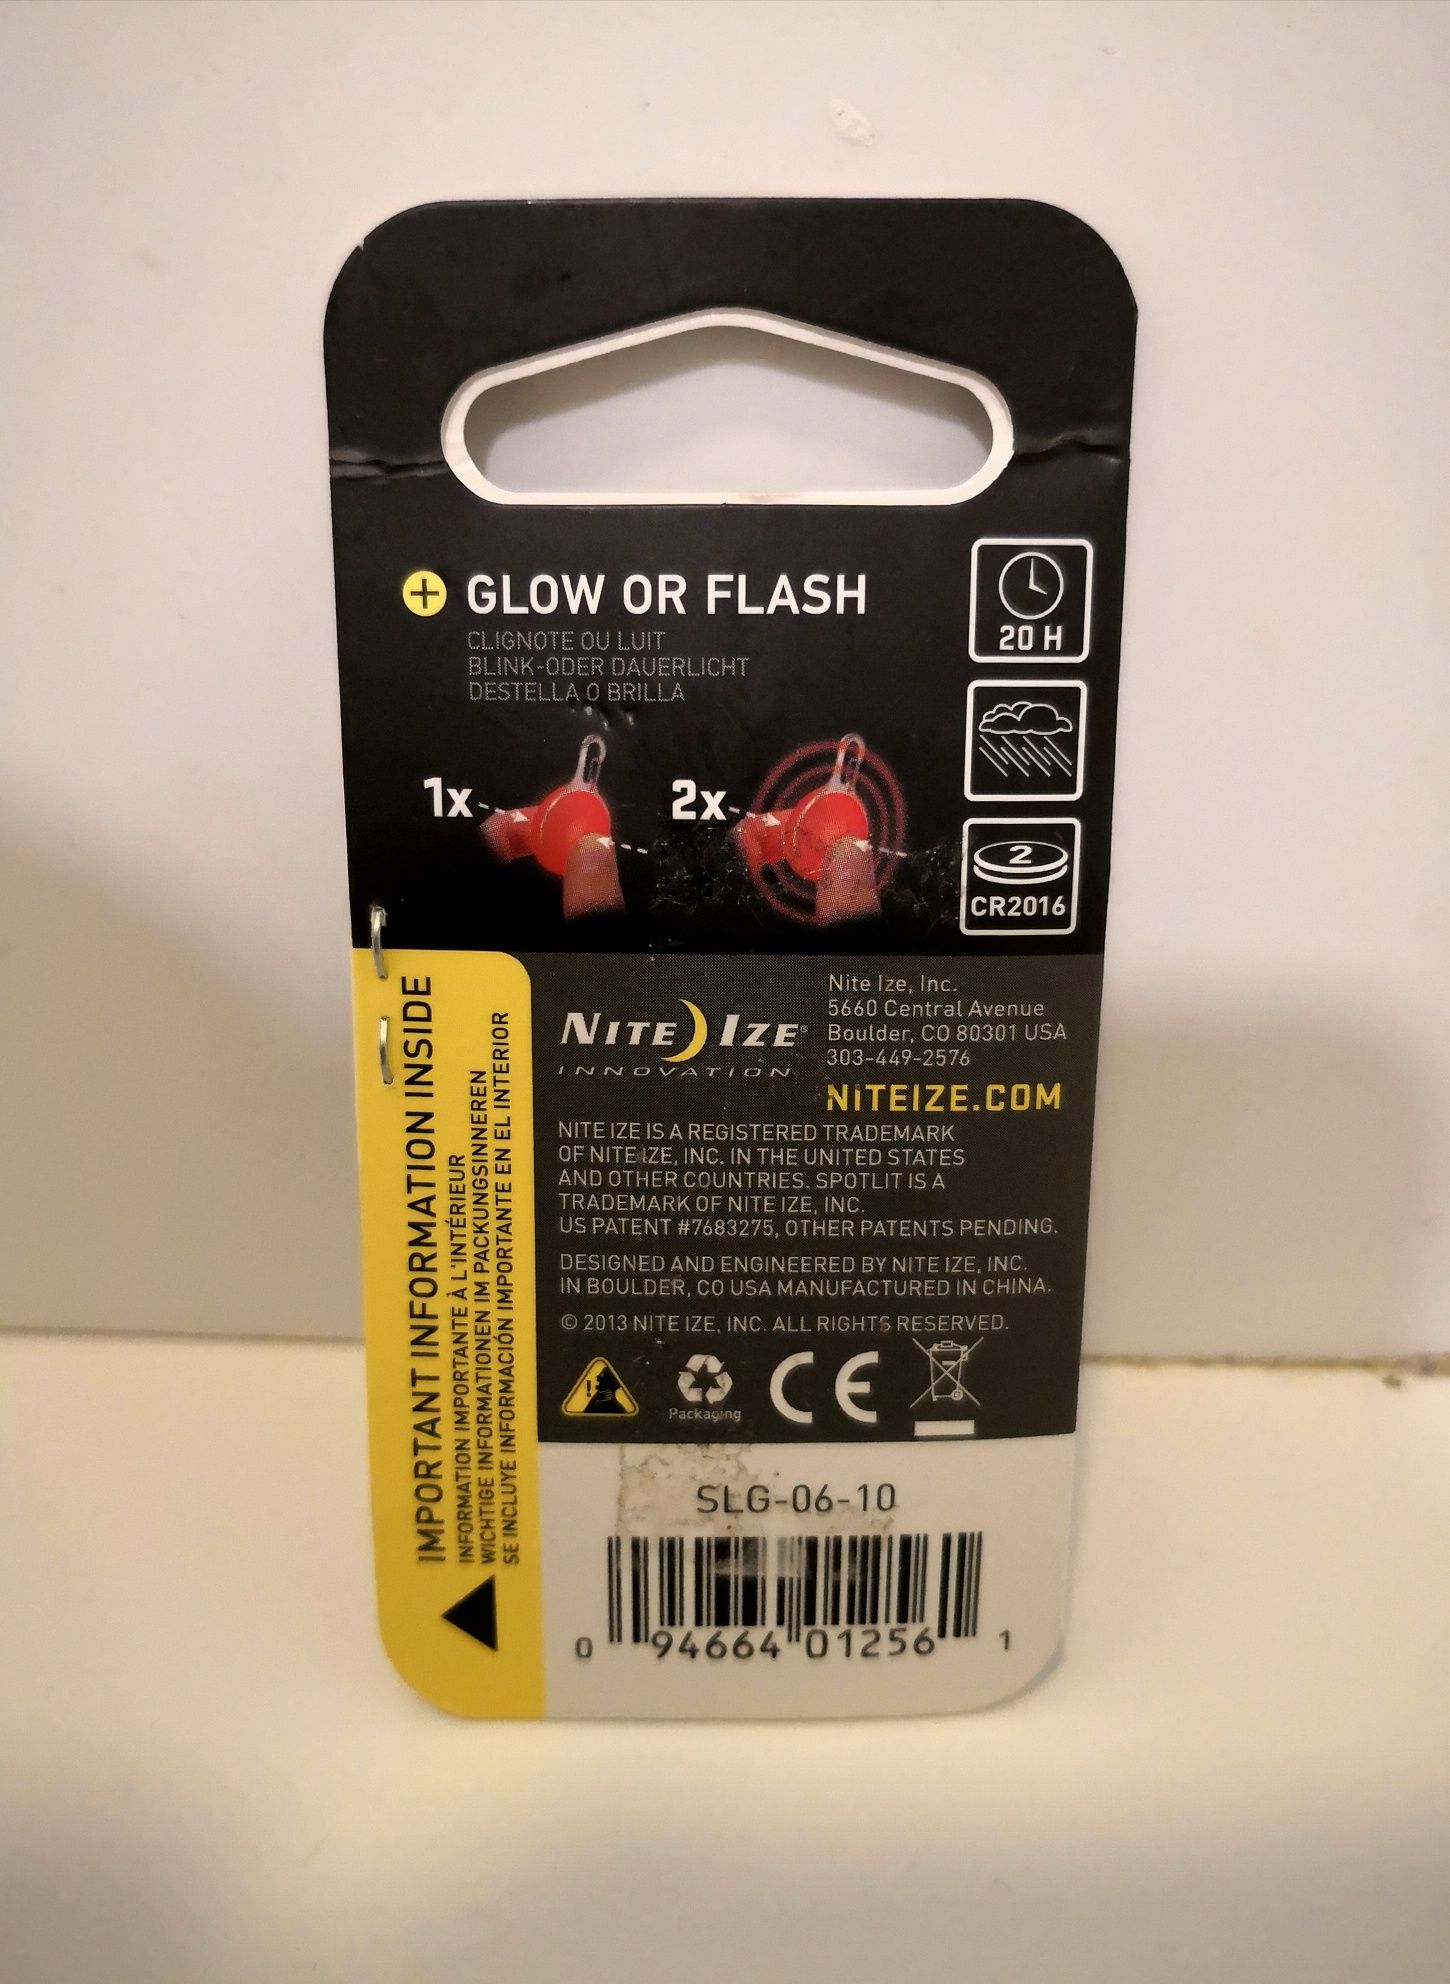 GLOW OR FLASH
CLIGNOTE OU LUIT
BLINK-ODER DAUERLICHT
DESTELLA O BRILLA
1x
2x
20 H
2
CR2016
IMPORTANT INFORMATION INSIDE
INFORMATION IMPORTANTE À L'INTÉRIEUR
WICHTIGE INFORMATIONEN IM PACKUNGSINNEREN
SE INCLUYE INFORMACIÓN IMPORTANTE EN EL INTERIOR
NITE IZE®
INNOVATION
Nite Ize, Inc.
5660 Central Avenue
Boulder, CO 80301 USA
303-449-2576
NITEIZE.COM
NITE IZE IS A REGISTERED TRADEMARK
OF NITE IZE, INC. IN THE UNITED STATES
AND OTHER COUNTRIES. SPOTLIT IS A
TRADEMARK OF NITE IZE, INC.
US PATENT #7683275, OTHER PATENTS PENDING.
DESIGNED AND ENGINEERED BY NITE IZE, INC.
IN BOULDER, CO USA MANUFACTURED IN CHINA.
© 2013 NITE IZE, INC. ALL RIGHTS RESERVED.
Packaging
CE
SLG-06-10
0 94664 01256 1